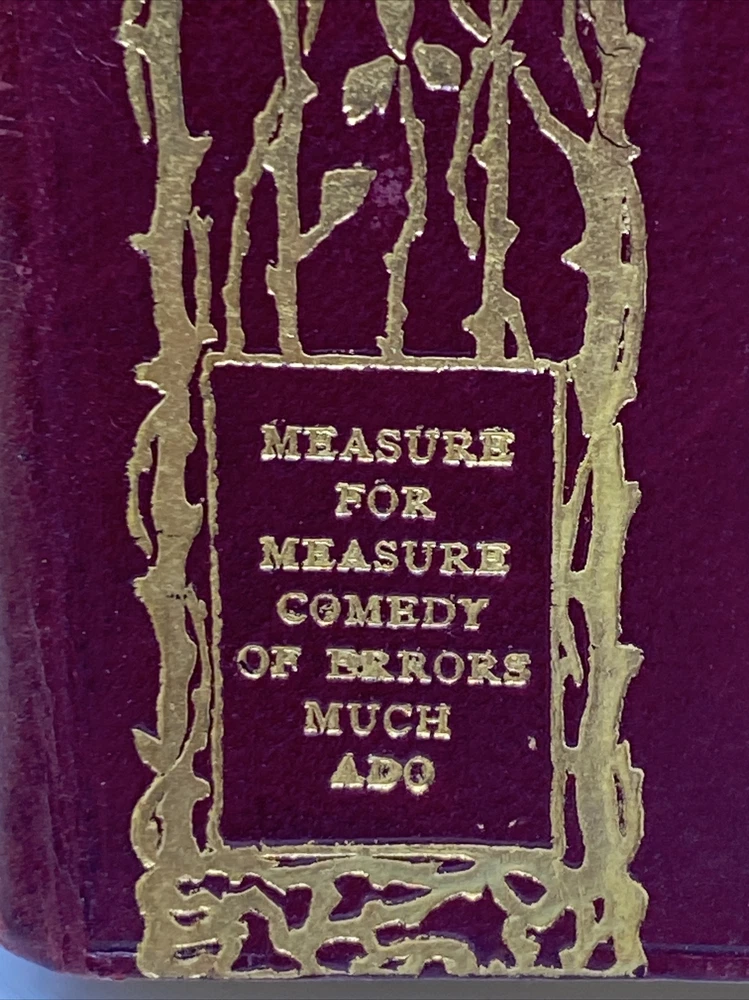 MEASURE
FOR
MEASURE
COMEDY
OF ERRORS
MUCH
ADO